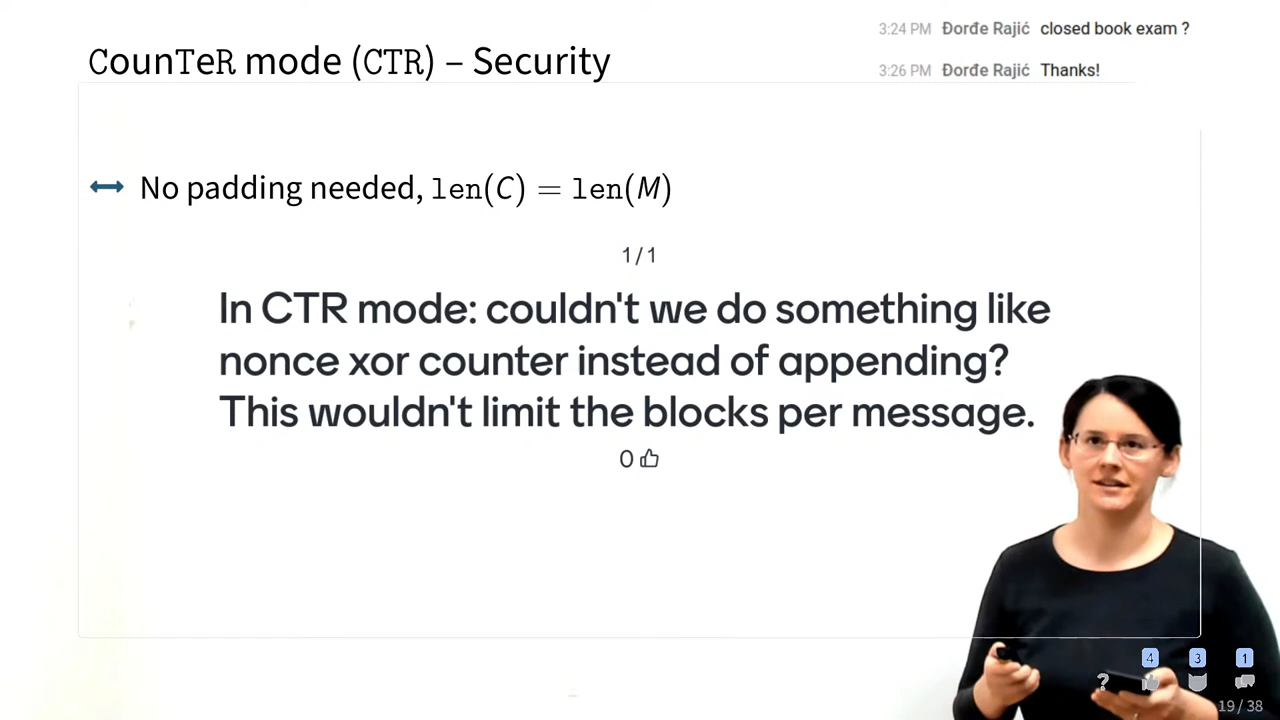 CounTeR mode (CTR) – Security
3:24 PM Đorđe Rajić closed book exam ?
3:26 PM Đorđe Rajić Thanks!
No padding needed, len(C) = len(M)
1/1
In CTR mode: couldn't we do something like
nonce xor counter instead of appending?
This wouldn't limit the blocks per message.
0
4 3 1
?
19 / 38